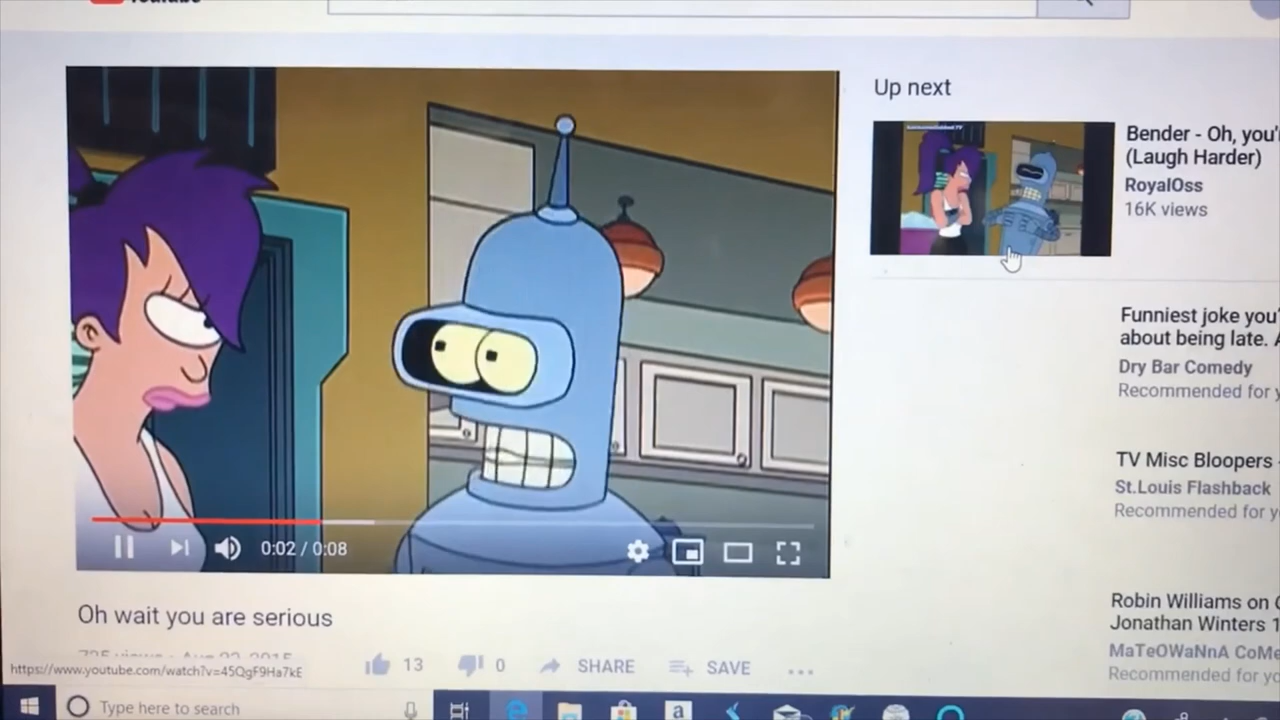 YouTube
Up next
Bender - Oh, you'
(Laugh Harder)
RoyalOss
16K views
Funniest joke you'
about being late. A
Dry Bar Comedy
Recommended for y
TV Misc Bloopers -
St.Louis Flashback
Recommended for y
Robin Williams on
Jonathan Winters 1
MaTeOWaNnA CoMe
Recommended for yo
0:02 / 0:08
Oh wait you are serious
13
0
SHARE
SAVE
https://www.youtube.com/watch?v=45QgF9Ha7kE
Type here to search